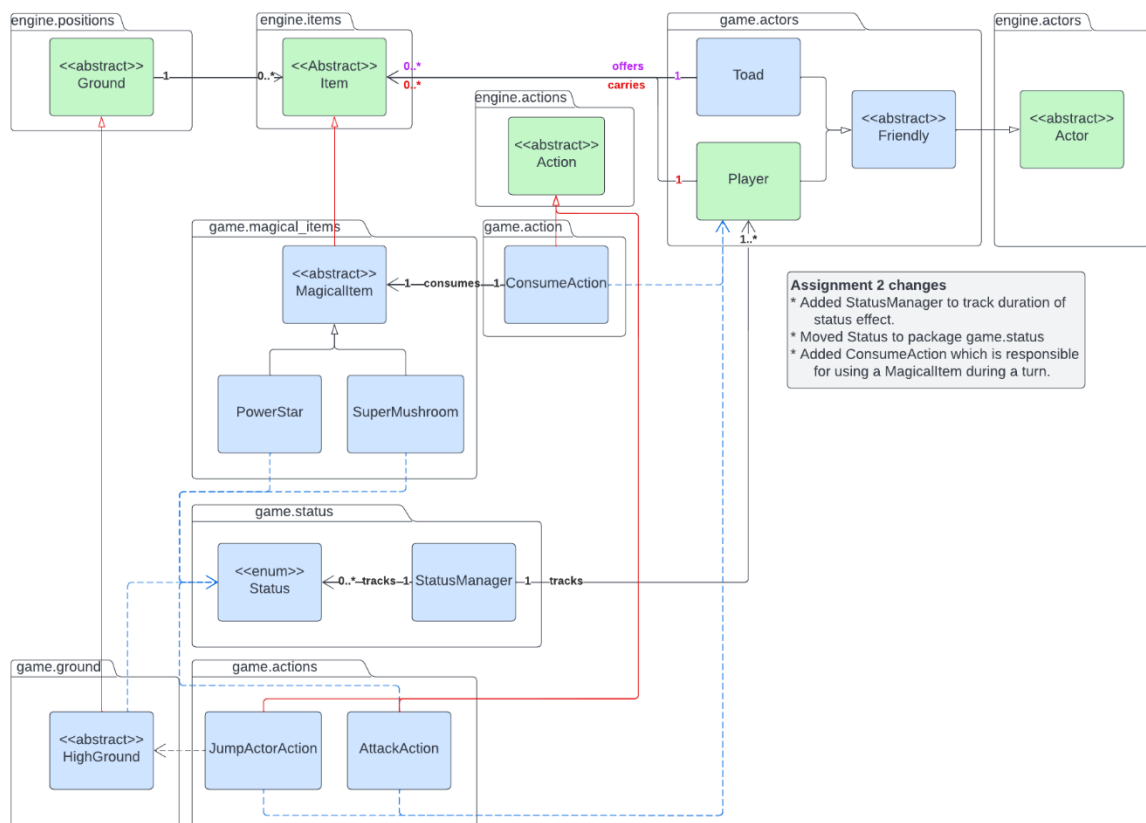 engine.positions
engine.items
game.actors
engine.actors
<<abstract>>
Ground
1
0..*
<<Abstract>>
Item
0..*
0..*
offers
carries
1
Toad
<<abstract>>
Friendly
<<abstract>>
Actor
engine.actions
<<abstract>>
Action
1
Player
1..*
game.magical_items
game.action
<<abstract>>
MagicalItem
1
consumes
1
ConsumeAction
Assignment 2 changes
* Added StatusManager to track duration of
status effect.
* Moved Status to package game.status
* Added ConsumeAction which is responsible
for using a MagicalItem during a turn.
PowerStar
SuperMushroom
game.status
<<enum>>
Status
0..*
tracks
1
StatusManager
1
tracks
game.ground
game.actions
<<abstract>>
HighGround
JumpActorAction
AttackAction